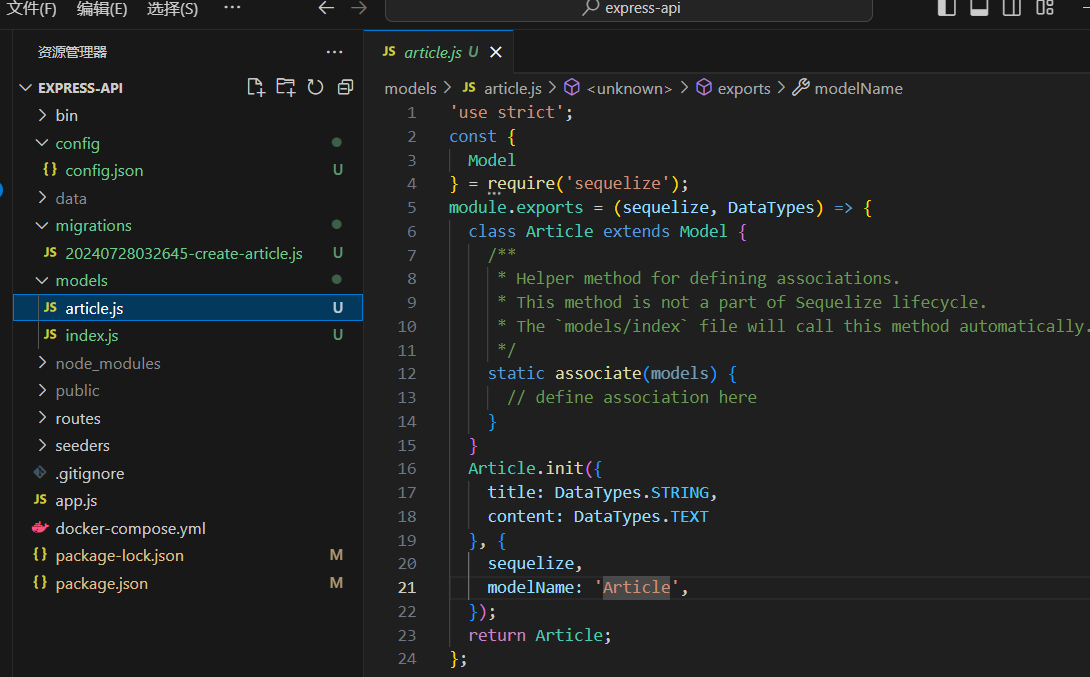 文件(F) 编辑(E) 选择(S) ··· express-api
资源管理器 ···
EXPRESS-API
bin
config
{} config.json U
data
migrations
JS 20240728032645-create-article.js U
models
JS article.js U
JS index.js U
node_modules
public
routes
seeders
.gitignore
JS app.js
docker-compose.yml
{} package-lock.json M
{} package.json M
JS article.js U
models > JS article.js > <unknown> > exports > modelName
1 'use strict';
2 const {
3 Model
4 } = require('sequelize');
5 module.exports = (sequelize, DataTypes) => {
6 class Article extends Model {
7 /**
8 * Helper method for defining associations.
9 * This method is not a part of Sequelize lifecycle.
10 * The `models/index` file will call this method automatically.
11 */
12 static associate(models) {
13 // define association here
14 }
15 }
16 Article.init({
17 title: DataTypes.STRING,
18 content: DataTypes.TEXT
19 }, {
20 sequelize,
21 modelName: 'Article',
22 });
23 return Article;
24 };